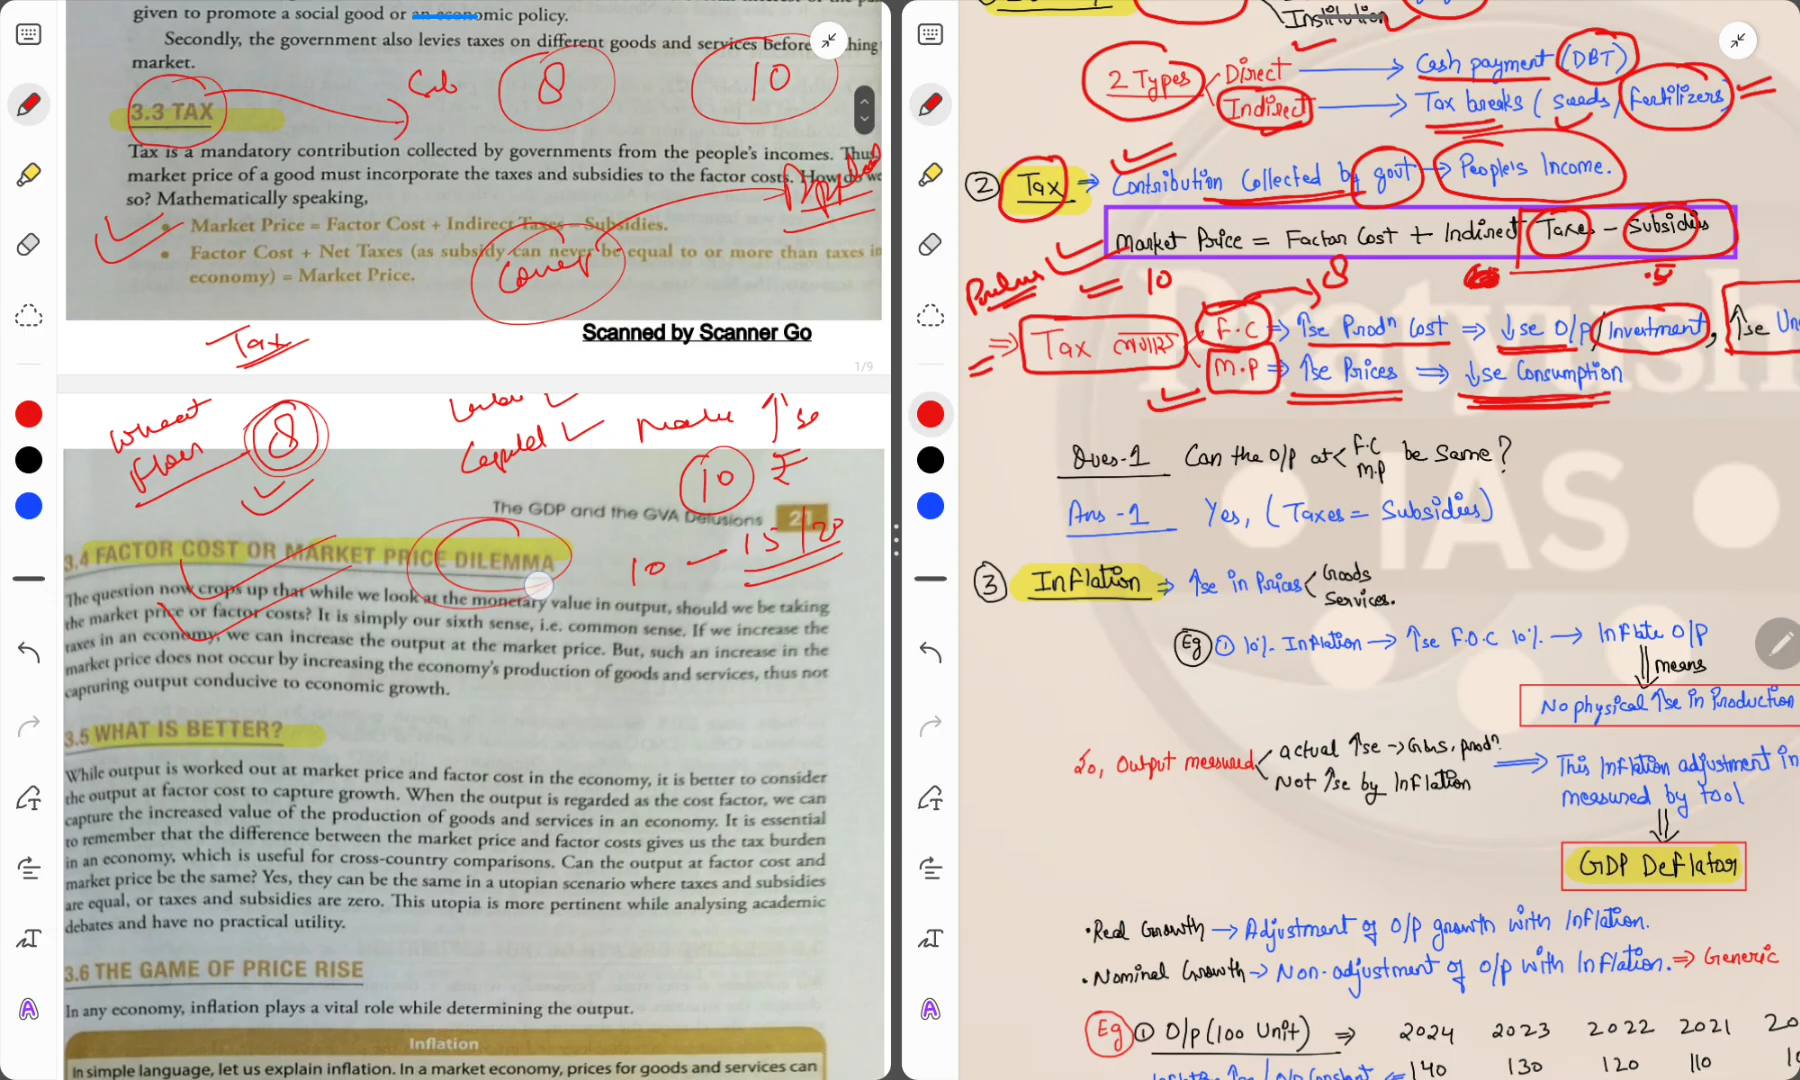 given to promote a social good or an economic policy.
Secondly, the government also levies taxes on different goods and services before
market.
3.3 TAX
8
10
Tax is a mandatory contribution collected by governments from the people's incomes. Thus
market price of a good must incorporate the taxes and subsidies to the factor costs. How do we
so? Mathematically speaking,
• Market Price = Factor Cost + Indirect Taxes – Subsidies.
• Factor Cost + Net Taxes (as subsidy can never be equal to or more than taxes in
economy) = Market Price.
Tax
Scanned by Scanner Go
1/9
Wheat
8
Capital
10 ₹
The GDP and the GVA Delusions 21
10 – 15/20
3.4 FACTOR COST OR MARKET PRICE DILEMMA
The question now crops up that while we look at the monetary value in output, should we be taking
the market price or factor costs? It is simply our sixth sense, i.e. common sense. If we increase the
taxes in an economy, we can increase the output at the market price. But, such an increase in the
market price does not occur by increasing the economy's production of goods and services, thus not
capturing output conducive to economic growth.
3.5 WHAT IS BETTER?
While output is worked out at market price and factor cost in the economy, it is better to consider
the output at factor cost to capture growth. When the output is regarded as the cost factor, we can
capture the increased value of the production of goods and services in an economy. It is essential
to remember that the difference between the market price and factor costs gives us the tax burden
in an economy, which is useful for cross-country comparisons. Can the output at factor cost and
market price be the same? Yes, they can be the same in a utopian scenario where taxes and subsidies
are equal, or taxes and subsidies are zero. This utopia is more pertinent while analysing academic
debates and have no practical utility.
3.6 THE GAME OF PRICE RISE
In any economy, inflation plays a vital role while determining the output.
Inflation
In simple language, let us explain inflation. In a market economy, prices for goods and services can
Institution
2 Types
Direct → Cash payment (DBT)
Indirect → Tax breaks (Seeds/Fertilizers)
② Tax ⇒ Contribution Collected by govt → People's Income.
Market Price = Factor Cost + Indirect Taxes – Subsidies
10
8
⇒ Tax
F.C ⇒ ↑se Prodn Cost ⇒ ↓se O/p/Investment, ↑se
M.P ⇒ ↑se Prices ⇒ ↓se Consumption
Ques-1 Can the O/p at F.C M.P be Same?
Ans-1 Yes, (Taxes = Subsidies)
③ Inflation ⇒ ↑se in Prices
Goods
Services.
Eg ① 10% Inflation → ↑se F.O.C 10% → Inflate O/p
means
No physical ↑se in Production
So, Output measured
actual ↑se → G&S, prodn
Not ↑se by Inflation
⇒ This Inflation adjustment in
measured by tool
GDP Deflator
• Real Growth → Adjustment of O/p growth with Inflation.
• Nominal Growth → Non-adjustment of O/p with Inflation. ⇒ Generic
Eg ① O/p (100 Unit) ⇒ 2024 2023 2022 2021
140 130 120 110
IAS